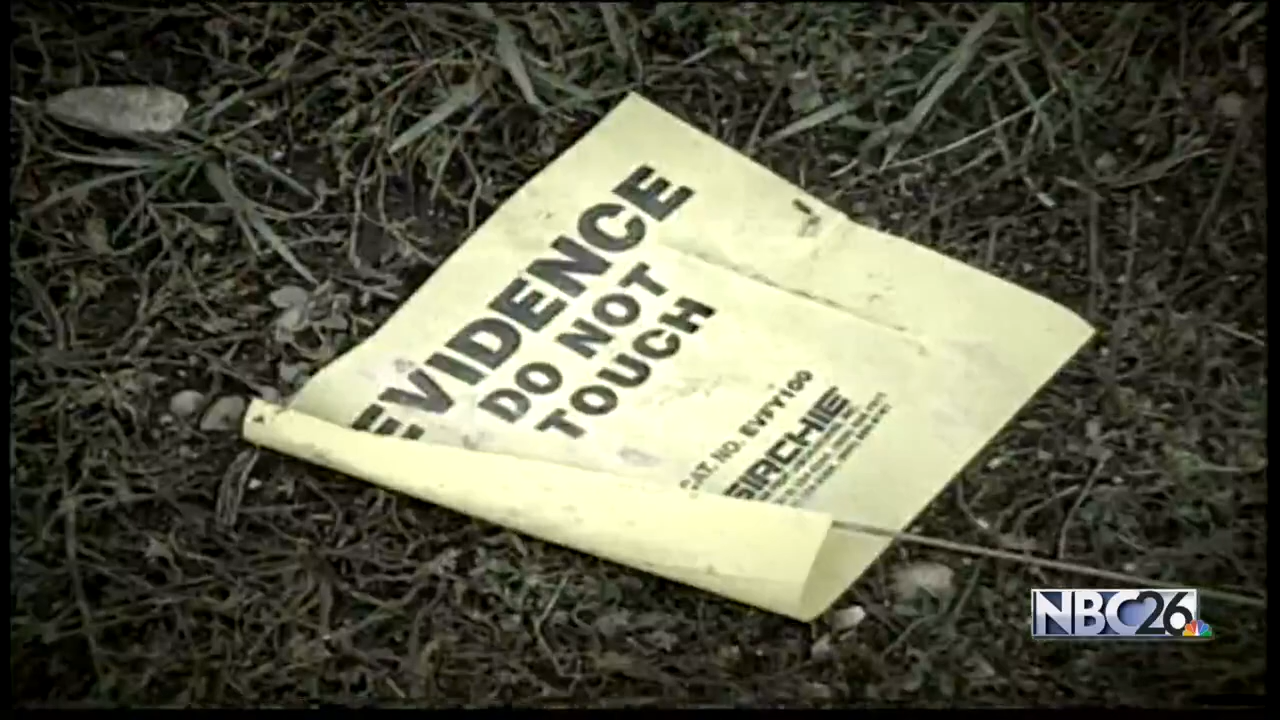 EVIDENCE
DO NOT
TOUCH
CAT. NO. EVFY100
SIRCHIE
NBC26